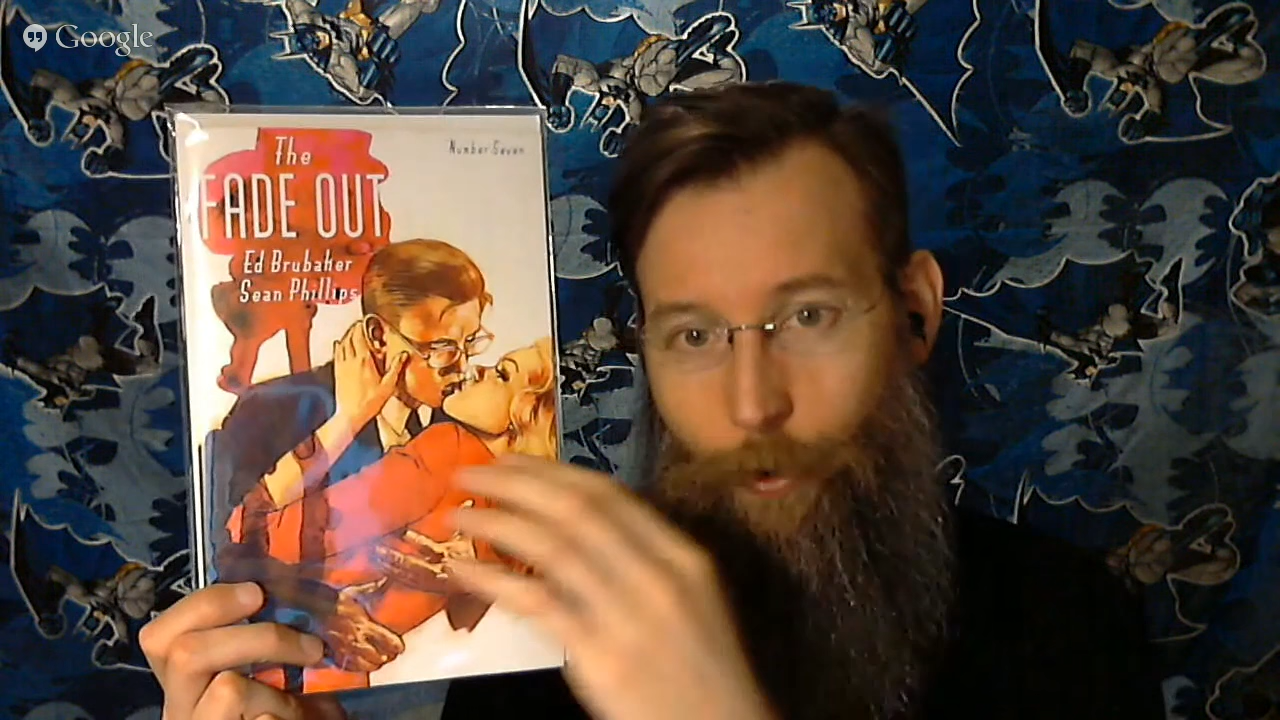 Google
The
Number Seven
FADE OUT
Ed Brubaker
Sean Phillips